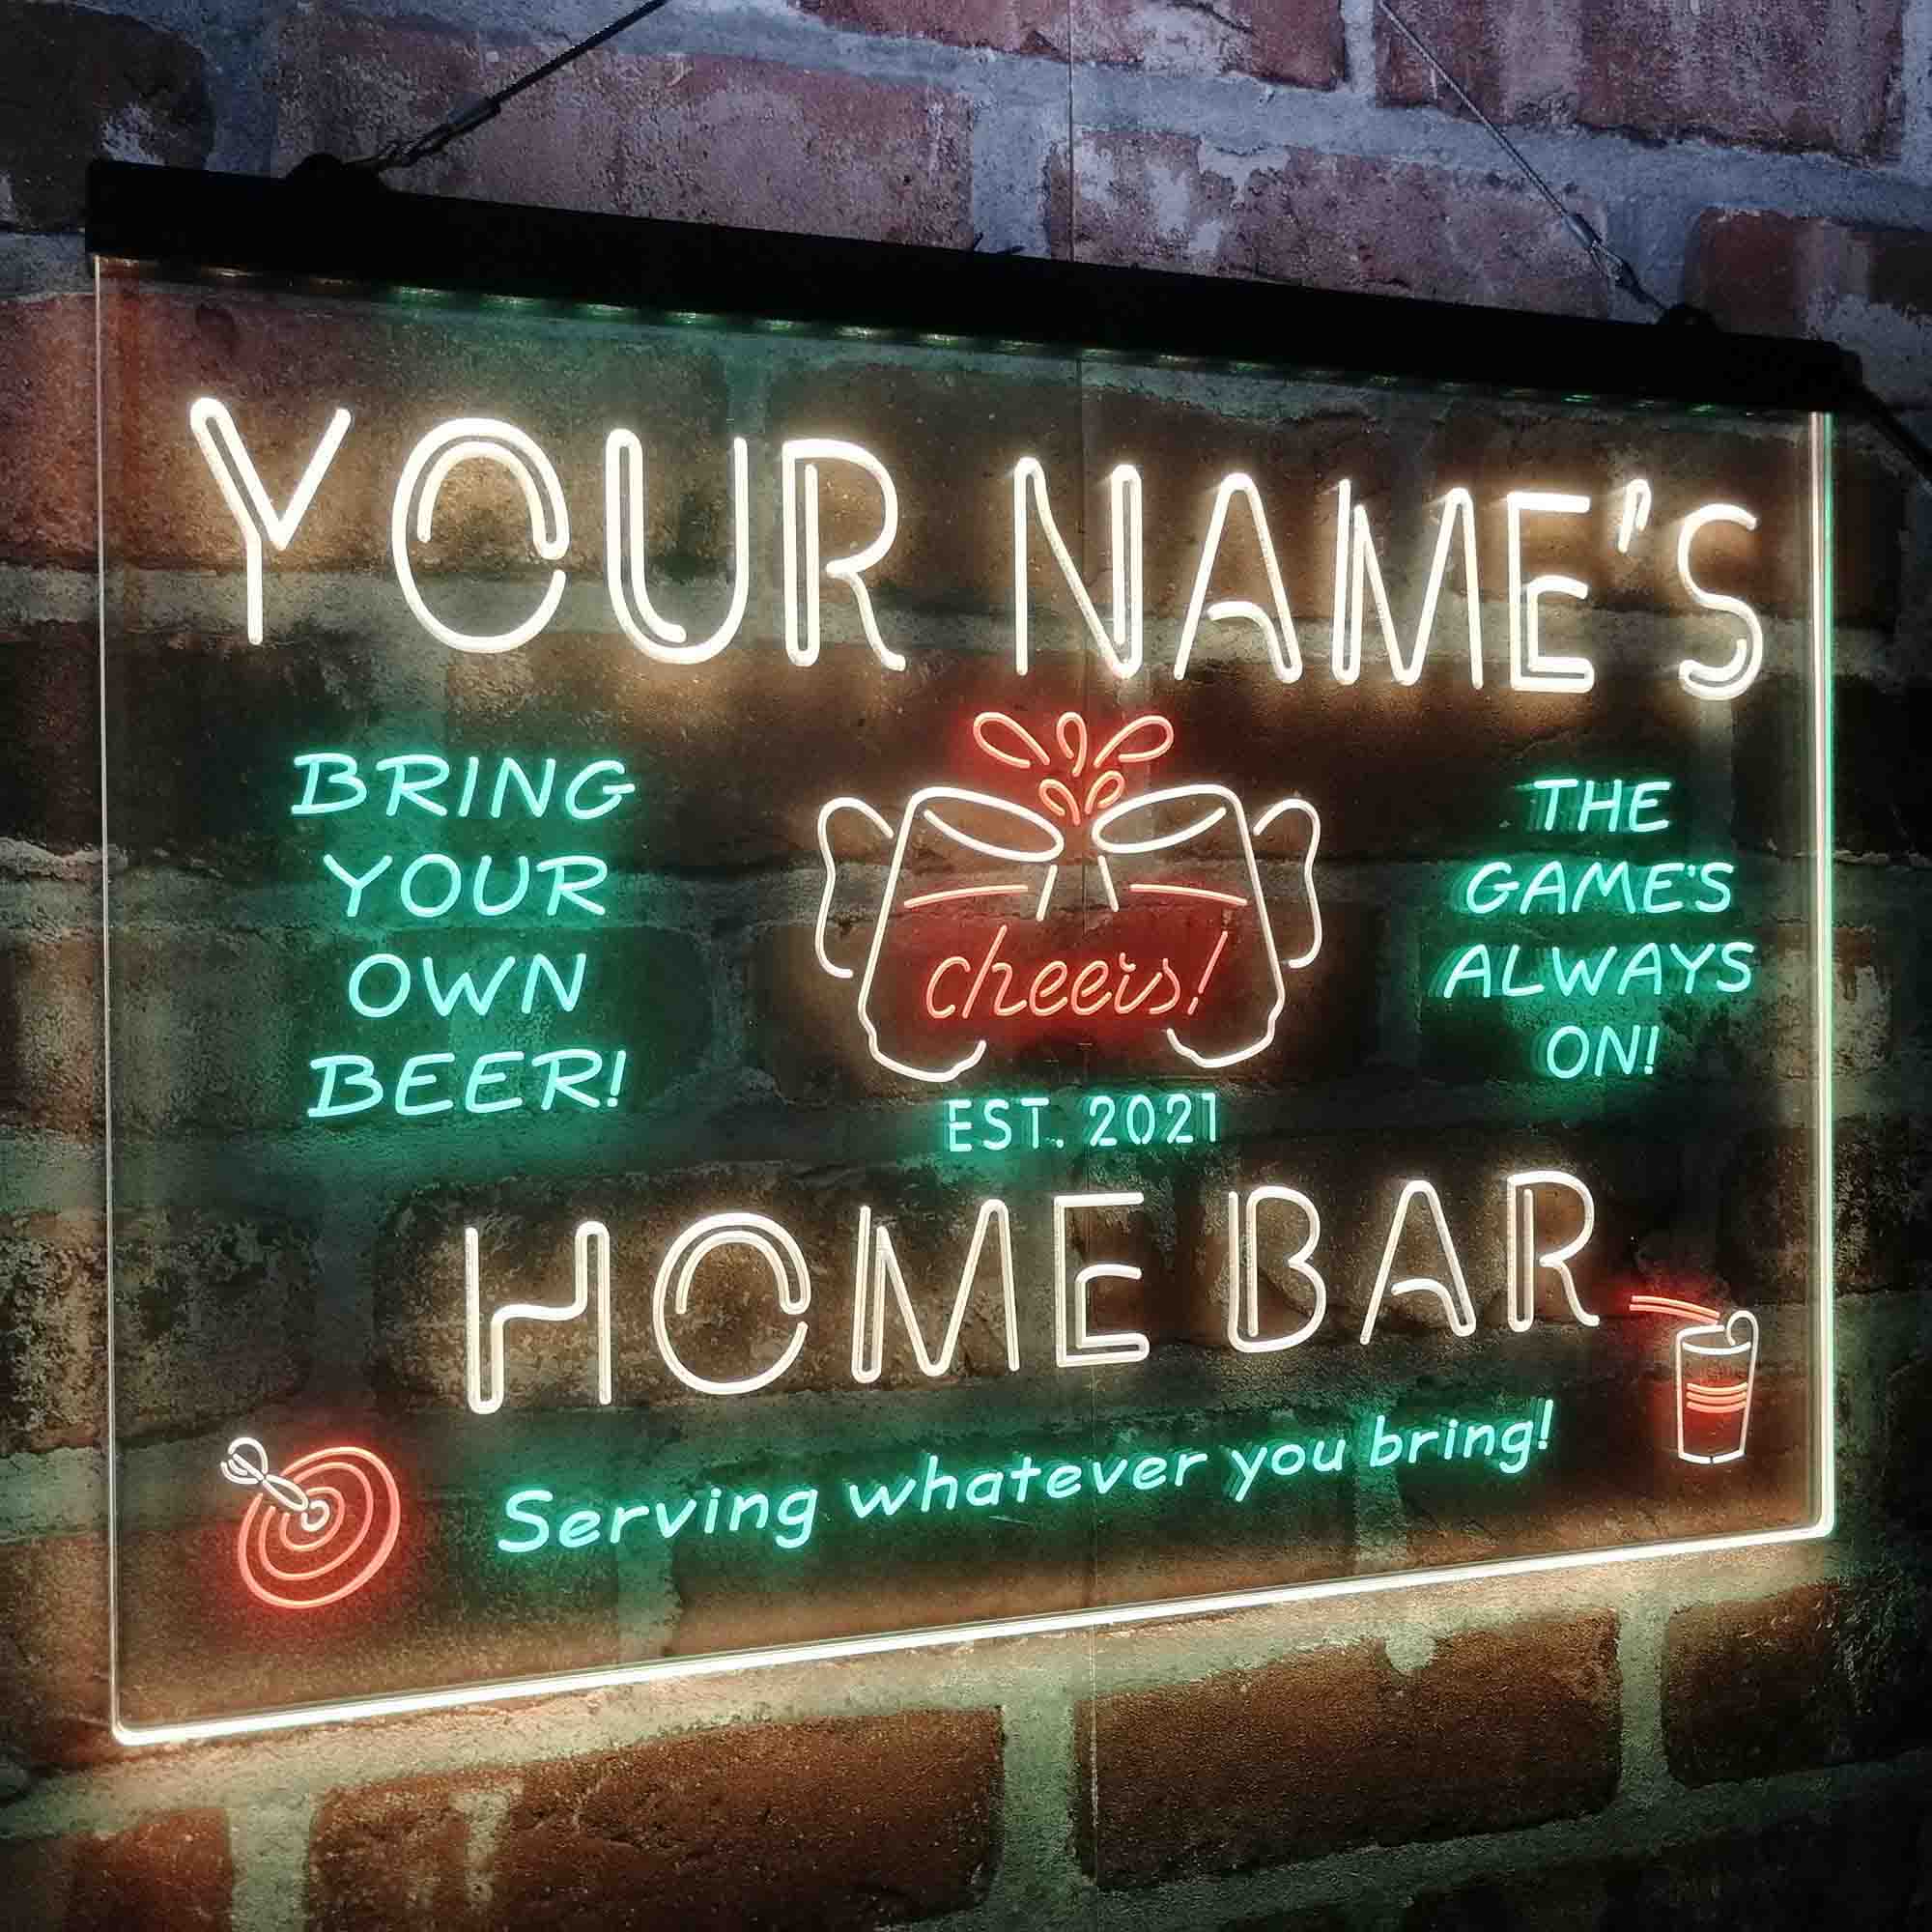 YOUR NAME'S
BRING
YOUR
OWN
BEER!
cheers!
EST. 2021
THE
GAME'S
ALWAYS
ON!
HOME BAR
Serving whatever you bring!